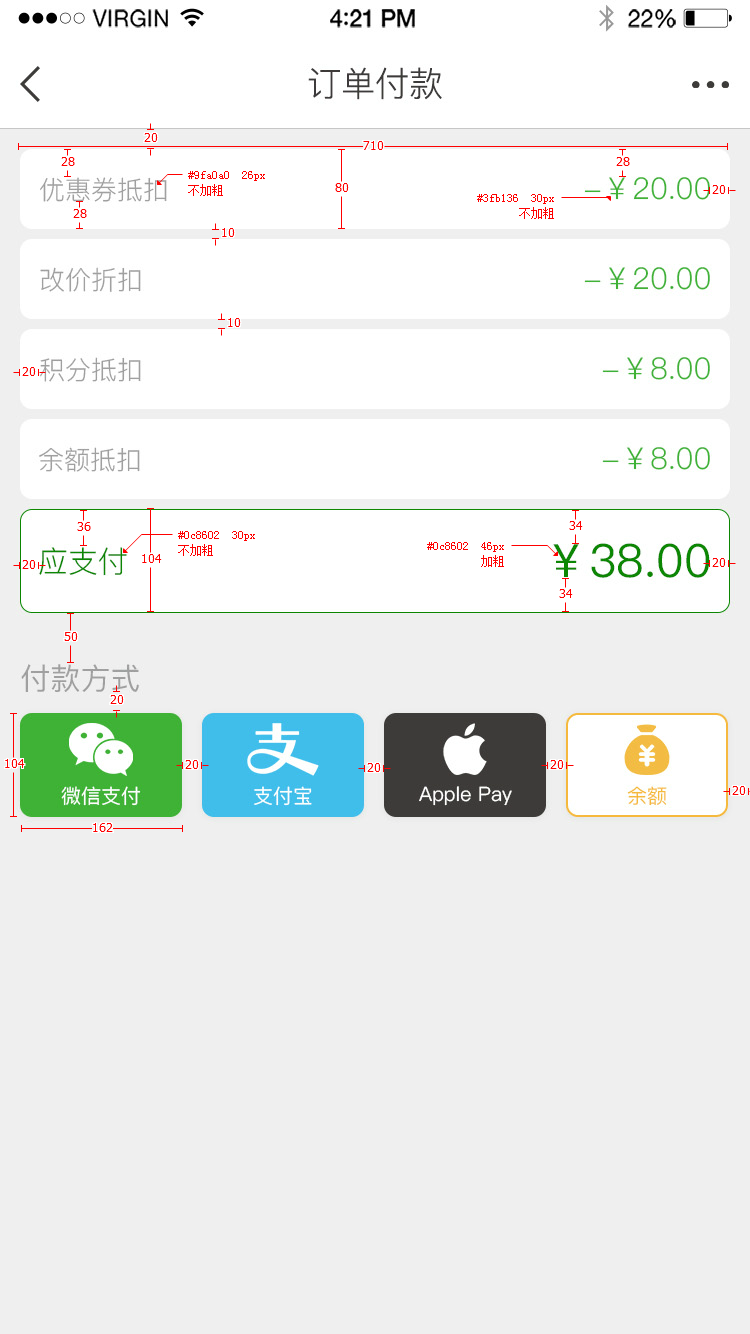 VIRGIN 4:21 PM 22%
订单付款
20
710
28 28
#9fa0a0 26px
不加粗
80
优惠券抵扣
#3fb136 30px
不加粗
－￥20.00
20
28
10
改价折扣 －￥20.00
10
20
积分抵扣 －￥8.00
余额抵扣 －￥8.00
36 34
#0c8602 30px
不加粗
104
#0c8602 46px
加粗
20
应支付 ￥38.00
20
34
50
付款方式
20
104 20 20 20 20
微信支付 支付宝 Apple Pay 余额
162